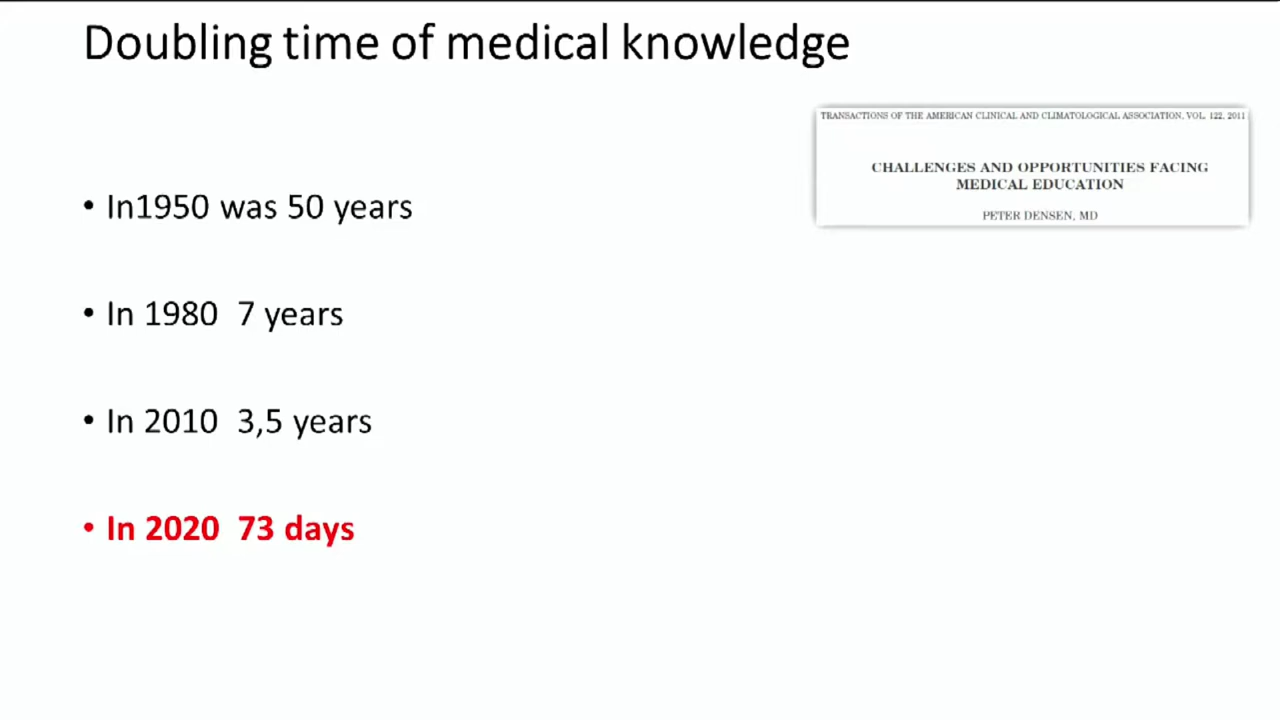 Doubling time of medical knowledge
TRANSACTIONS OF THE AMERICAN CLINICAL AND CLIMATOLOGICAL ASSOCIATION, VOL. 122, 2011
CHALLENGES AND OPPORTUNITIES FACING
MEDICAL EDUCATION
PETER DENSEN, MD
• In1950 was 50 years
• In 1980 7 years
• In 2010 3,5 years
• In 2020 73 days